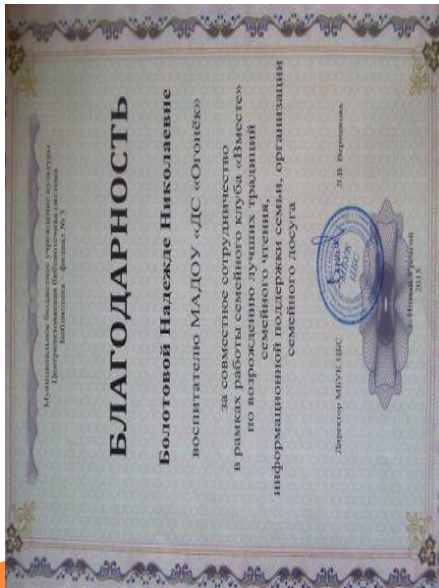 Муниципальное бюджетное учреждение культуры
Централизованная библиотечная система
Библиотека - филиал № 3
БЛАГОДАРНОСТЬ
Болотовой Надежде Николаевне
воспитателю МАДОУ «ДС «Огонёк»
за совместное сотрудничество
в рамках работы семейного клуба «Вместе»
по возрождению лучших традиций
семейного чтения,
информационной поддержки семьи, организации
семейного досуга
Директор МБУК ЦБС Л.В.
МБУК
ЦБС
г. Новый Уренгой
2015